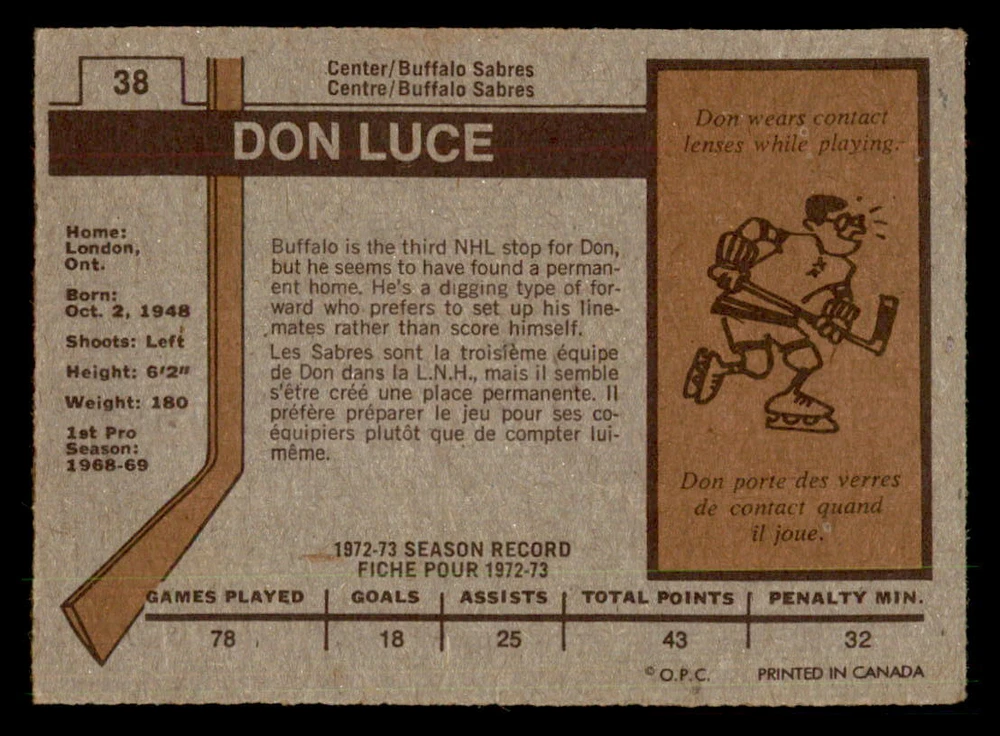 38
Center/Buffalo Sabres
Centre/Buffalo Sabres
DON LUCE
Home:
London,
Ont.
Born:
Oct. 2, 1948
Shoots: Left
Height: 6'2"
Weight: 180
1st Pro
Season:
1968-69
Buffalo is the third NHL stop for Don,
but he seems to have found a perman-
ent home. He's a digging type of for-
ward who prefers to set up his line-
mates rather than score himself.
Les Sabres sont la troisième équipe
de Don dans la L.N.H., mais il semble
s'être créé une place permanente. Il
préfère préparer le jeu pour ses co-
équipiers plutôt que de compter lui-
même.
Don wears contact
lenses while playing.
Don porte des verres
de contact quand
il joue.
1972-73 SEASON RECORD
FICHE POUR 1972-73
GAMES PLAYED GOALS ASSISTS TOTAL POINTS PENALTY MIN.
78 18 25 43 32
© O.P.C. PRINTED IN CANADA